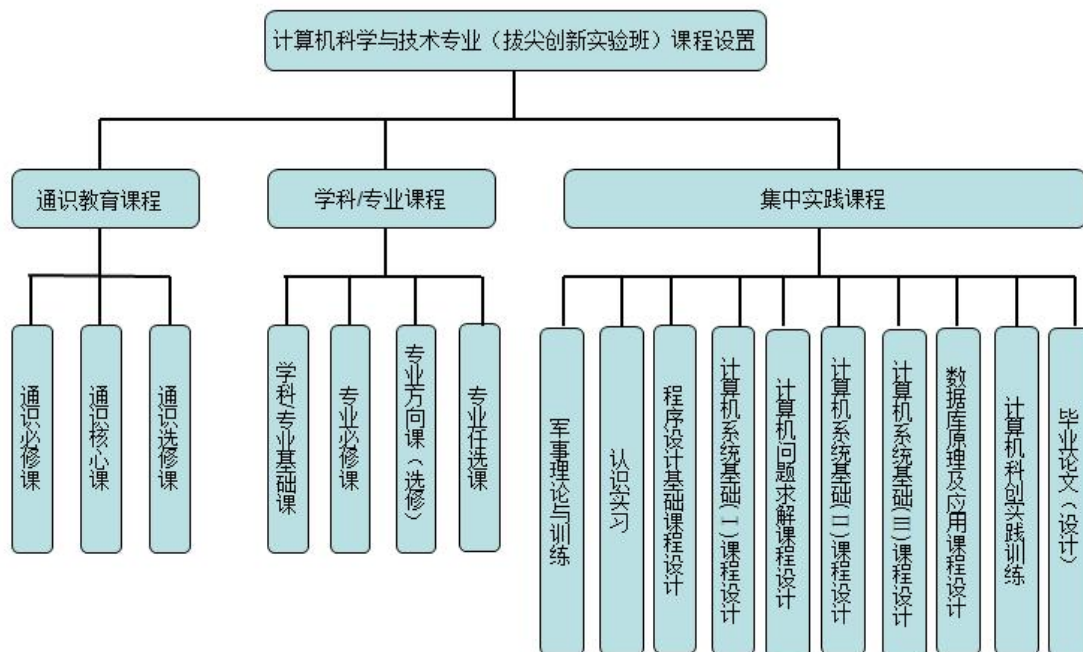 计算机科学与技术专业（拔尖创新实验班）课程设置
通识教育课程
学科/专业课程
集中实践课程
通识必修课
通识核心课
通识选修课
学科/专业基础课
专业必修课
专业方向课（选修）
专业任选课
军事理论与训练
认识实习
程序设计基础课程设计
计算机系统基础(Ⅰ)课程设计
计算机问题求解课程设计
计算机系统基础(Ⅱ)课程设计
计算机系统基础(Ⅲ)课程设计
数据库原理及应用课程设计
计算机科创实践训练
毕业论文（设计）